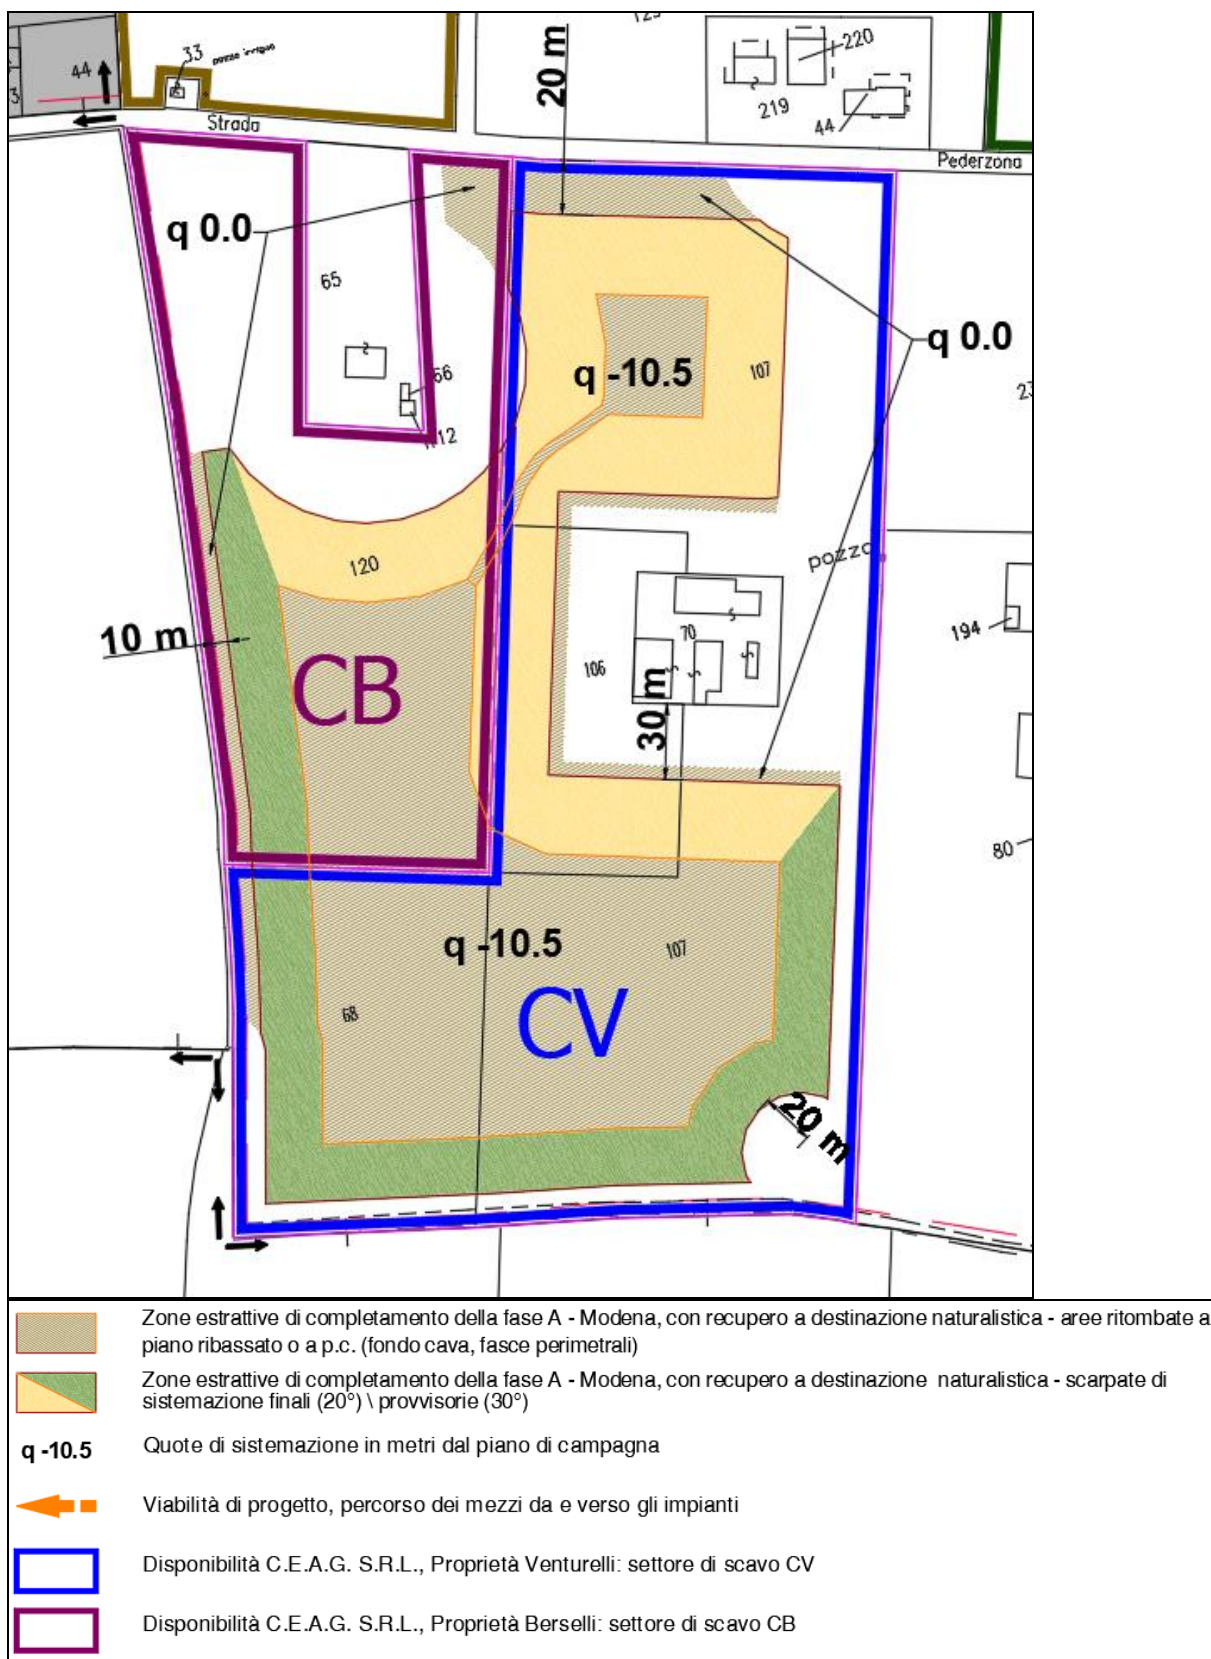 33 pozzo irriguo
44
3
Strada
20 m
220
219
44
Pederzona
q 0.0
65
66
q -10.5
107
q 0.0
120
pozzo
10 m
CB
106
70
30 m
194
80
q -10.5
107
68
CV
20 m
Zone estrattive di completamento della fase A - Modena, con recupero a destinazione naturalistica - aree ritombate a
piano ribassato o a p.c. (fondo cava, fasce perimetrali)
Zone estrattive di completamento della fase A - Modena, con recupero a destinazione naturalistica - scarpate di
sistemazione finali (20°) \ provvisorie (30°)
q -10.5 Quote di sistemazione in metri dal piano di campagna
Viabilità di progetto, percorso dei mezzi da e verso gli impianti
Disponibilità C.E.A.G. S.R.L., Proprietà Venturelli: settore di scavo CV
Disponibilità C.E.A.G. S.R.L., Proprietà Berselli: settore di scavo CB